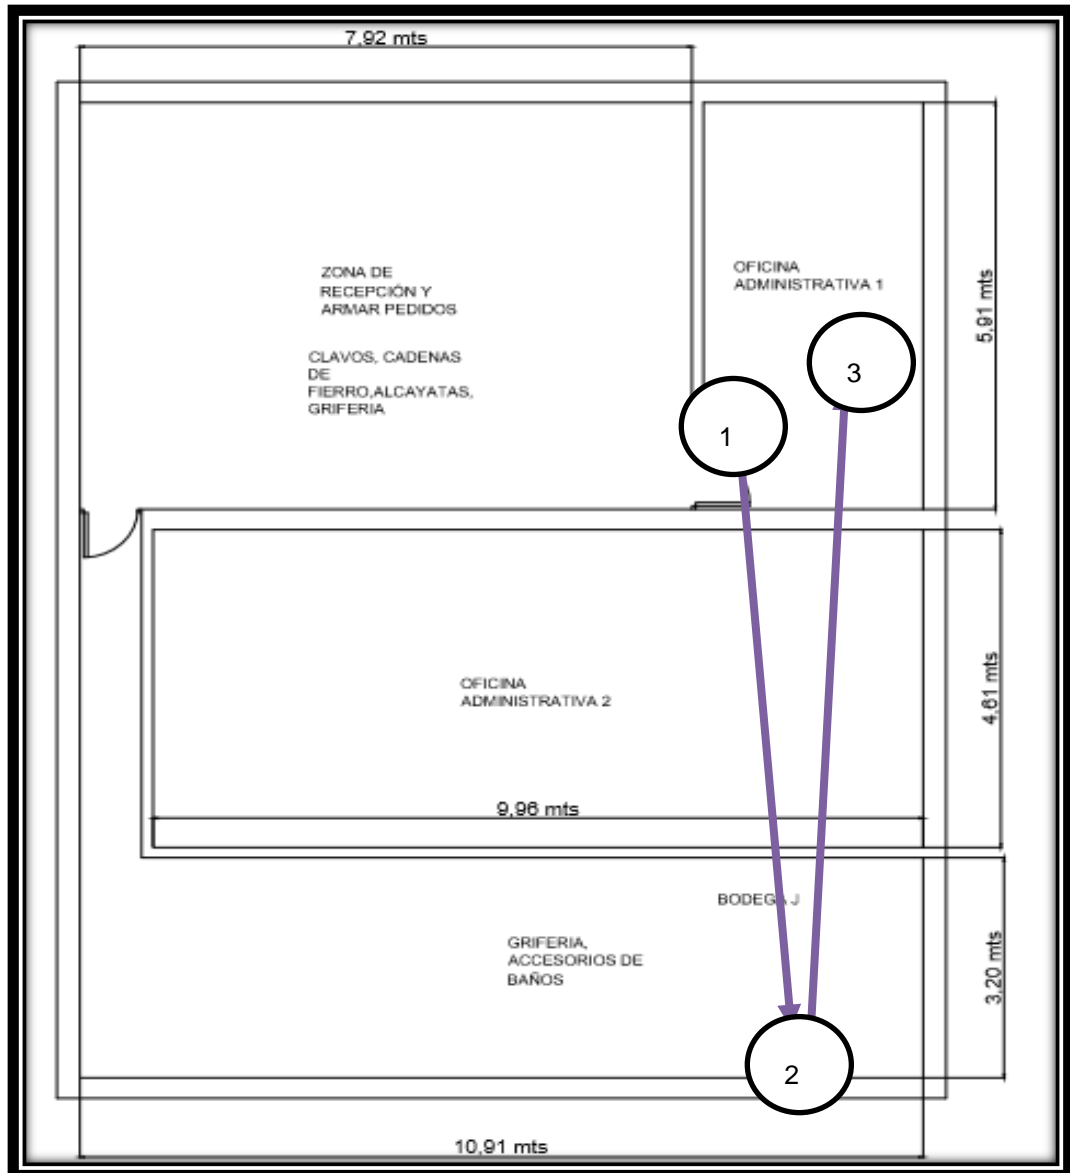 7,92 mts
ZONA DE
RECEPCIÓN Y
ARMAR PEDIDOS
CLAVOS, CADENAS
DE
FIERRO,ALCAYATAS,
GRIFERIA
OFICINA
ADMINISTRATIVA 1
5,91 mts
3
1
OFICINA
ADMINISTRATIVA 2
4,61 mts
9,96 mts
BODEGA J
GRIFERIA,
ACCESORIOS DE
BAÑOS
3,20 mts
2
10,91 mts